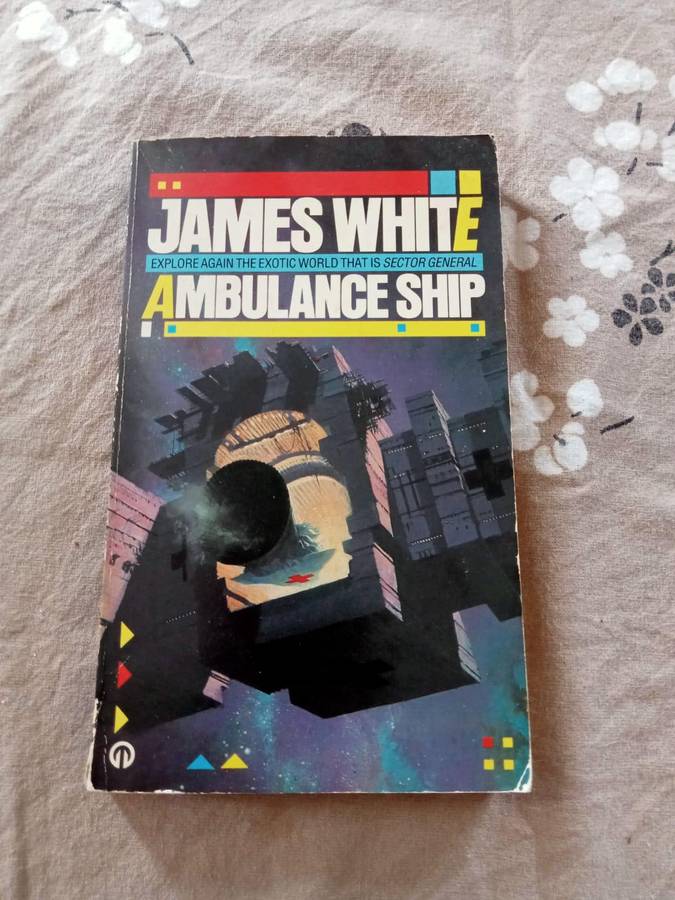 JAMES WHITE
EXPLORE AGAIN THE EXOTIC WORLD THAT IS SECTOR GENERAL
AMBULANCE SHIP